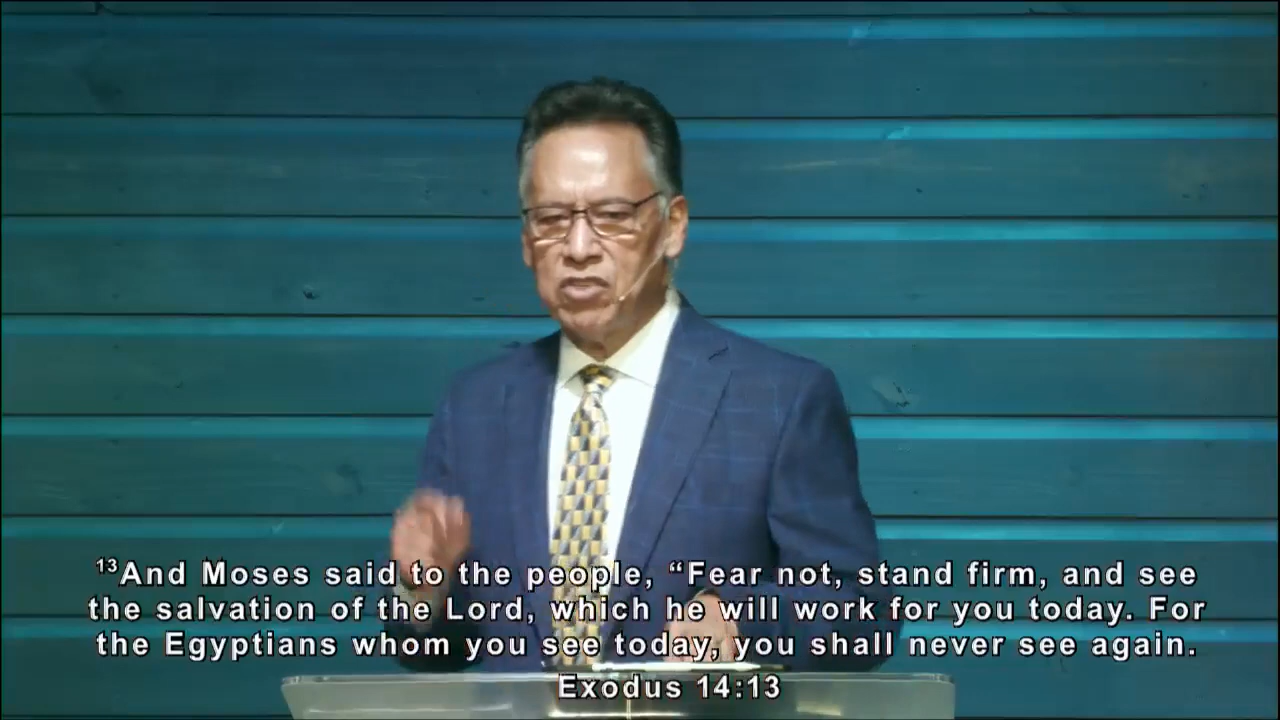 ¹³And Moses said to the people, “Fear not, stand firm, and see
the salvation of the Lord, which he will work for you today. For
the Egyptians whom you see today, you shall never see again.
Exodus 14:13